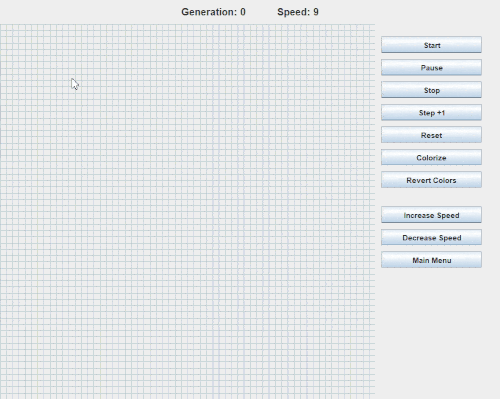 Generation: 0 Speed: 9
Start
Pause
Stop
Step +1
Reset
Colorize
Revert Colors
Increase Speed
Decrease Speed
Main Menu